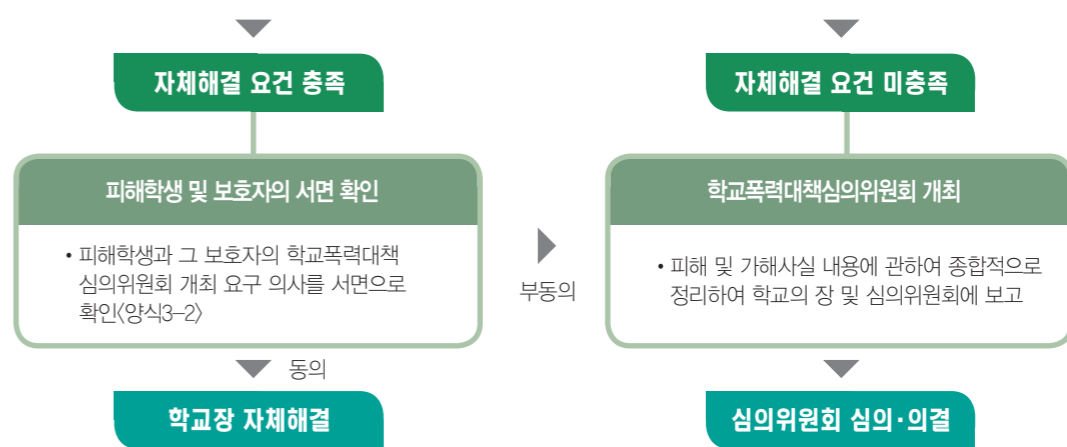 자체해결 요건 충족
피해학생 및 보호자의 서면 확인
• 피해학생과 그 보호자의 학교폭력대책
심의위원회 개최 요구 의사를 서면으로
확인<양식3-2>
동의
학교장 자체해결
부동의
자체해결 요건 미충족
학교폭력대책심의위원회 개최
• 피해 및 가해사실 내용에 관하여 종합적으로
정리하여 학교의 장 및 심의위원회에 보고
심의위원회 심의·의결